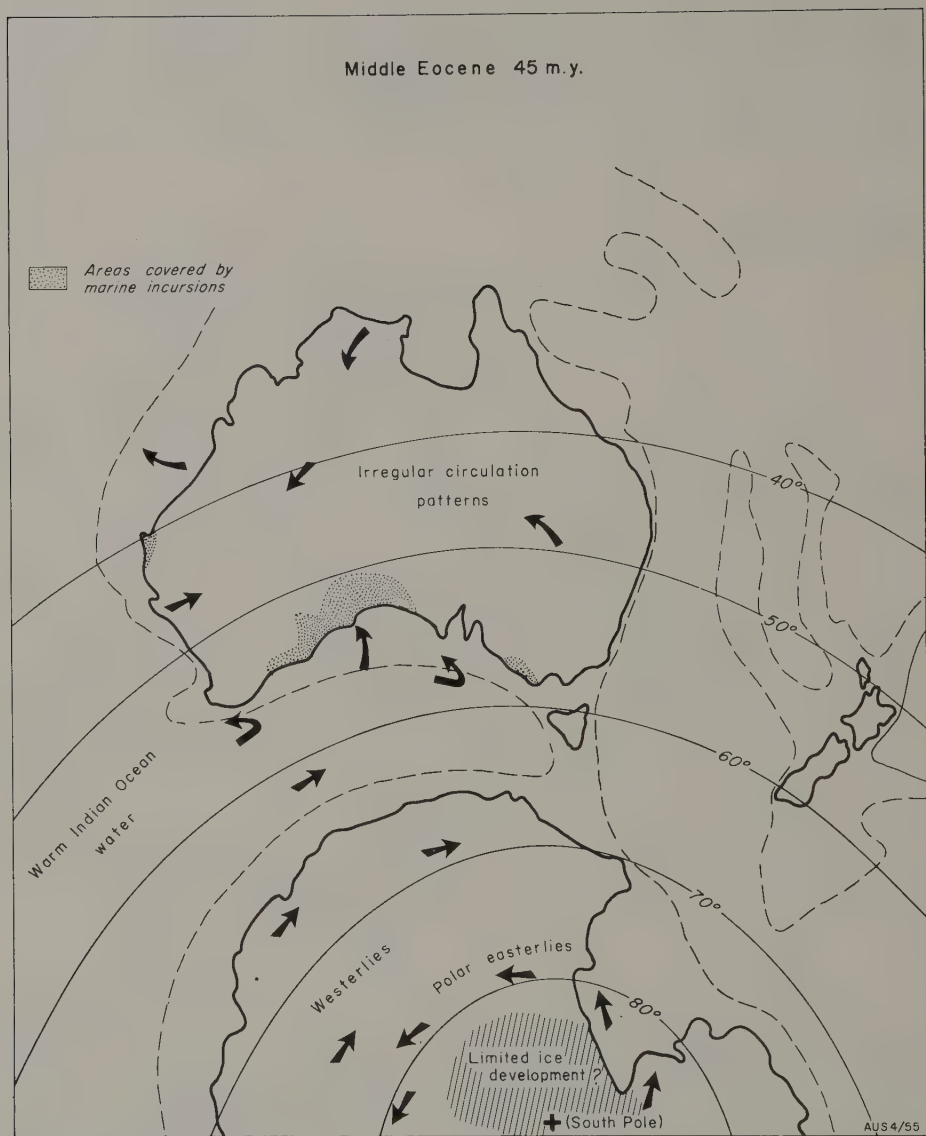 Middle Eocene 45 m.y.
Areas covered by
marine incursions
Irregular circulation
patterns
40°
50°
60°
Warm Indian Ocean
water
70°
Westerlies
Polar easterlies
80°
Limited ice
development?
(South Pole)
AUS 4/55